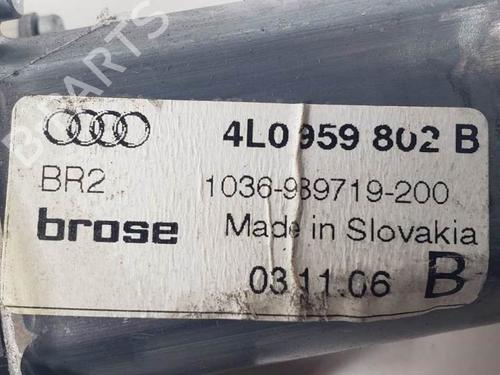 4L0 959 802 B
BR2 1036-989719-200
brose Made in Slovakia
03.11.06 B